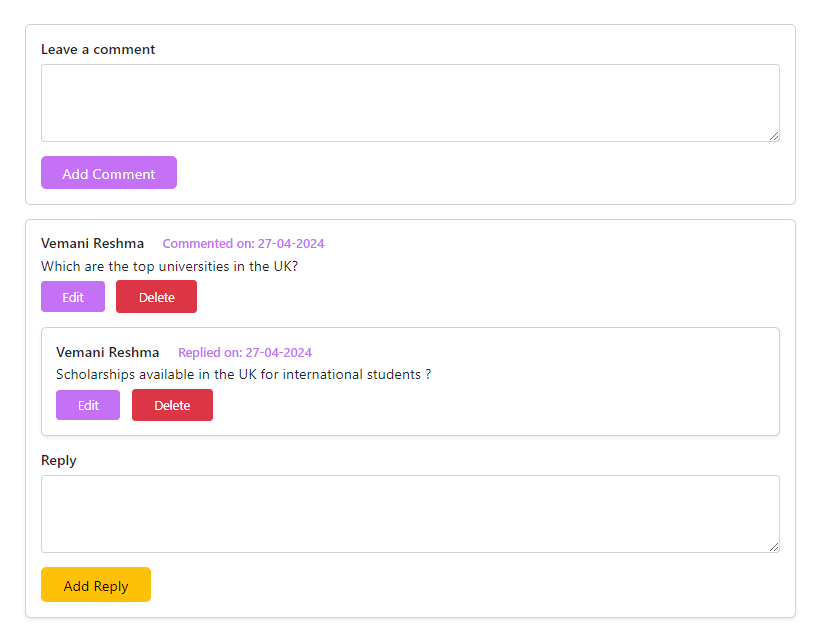 Leave a comment
Add Comment
Vemani Reshma Commented on: 27-04-2024
Which are the top universities in the UK?
Edit Delete
Vemani Reshma Replied on: 27-04-2024
Scholarships available in the UK for international students ?
Edit Delete
Reply
Add Reply